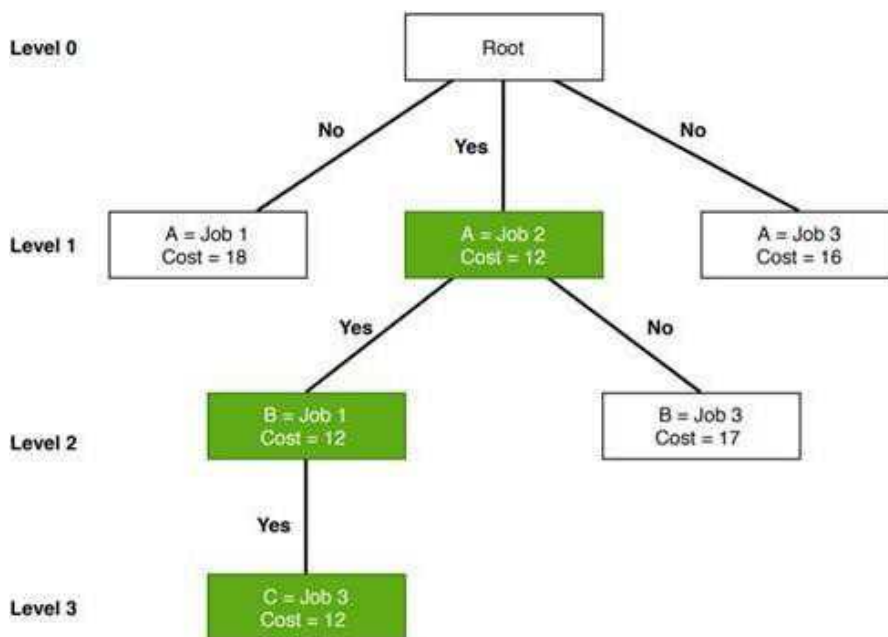 Level 0
Root
No
Yes
No
Level 1
A = Job 1
Cost = 18
A = Job 2
Cost = 12
A = Job 3
Cost = 16
Yes
No
Level 2
B = Job 1
Cost = 12
B = Job 3
Cost = 17
Yes
Level 3
C = Job 3
Cost = 12